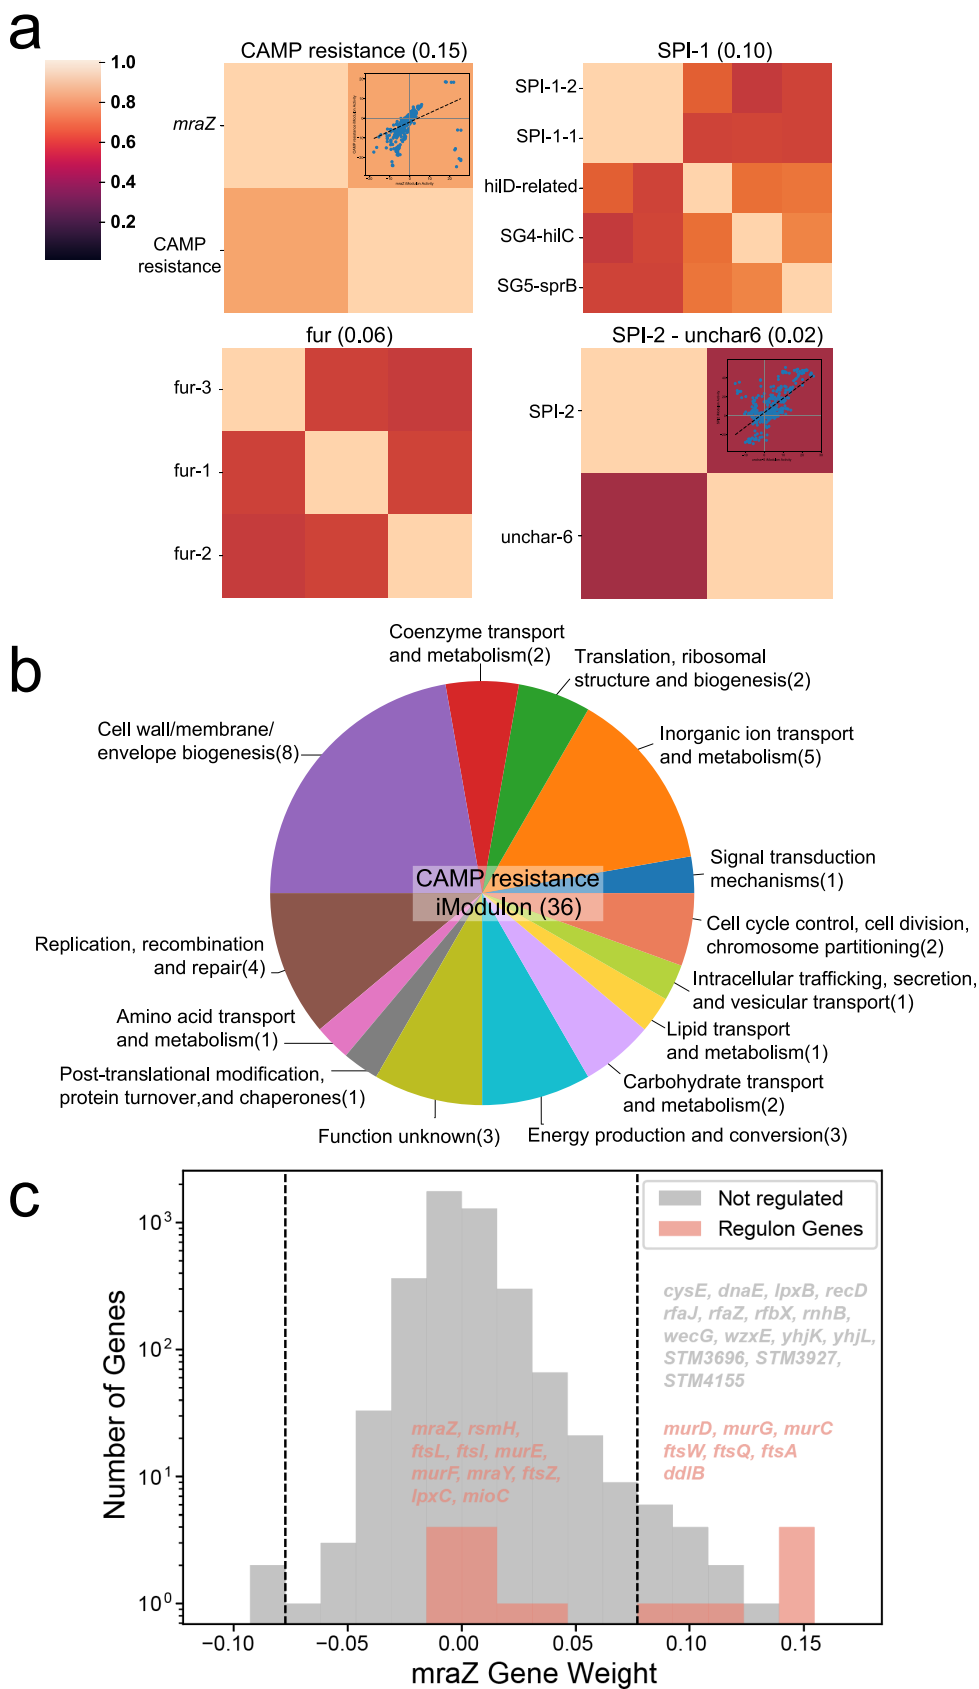 a
CAMP resistance (0.15)
SPI-1 (0.10)
1.0
0.8
0.6
0.4
0.2
mraZ
CAMP
resistance
mraZ iModulon Activity
CAMP resistance iModulon Activity
SPI-1-2
SPI-1-1
hilD-related
SG4-hilC
SG5-sprB
fur (0.06)
SPI-2 - unchar6 (0.02)
fur-3
fur-1
fur-2
SPI-2
unchar-6
b
Coenzyme transport
and metabolism(2)
Translation, ribosomal
structure and biogenesis(2)
Cell wall/membrane/
envelope biogenesis(8)
Inorganic ion transport
and metabolism(5)
Signal transduction
mechanisms(1)
CAMP resistance
iModulon (36)
Cell cycle control, cell division,
chromosome partitioning(2)
Replication, recombination
and repair(4)
Intracellular trafficking, secretion,
and vesicular transport(1)
Amino acid transport
and metabolism(1)
Lipid transport
and metabolism(1)
Post-translational modification,
protein turnover,and chaperones(1)
Carbohydrate transport
and metabolism(2)
Function unknown(3)
Energy production and conversion(3)
c
Not regulated
Regulon Genes
10³
10²
10¹
10⁰
Number of Genes
cysE, dnaE, lpxB, recD
rfaJ, rfaZ, rfbX, rnhB,
wecG, wzxE, yhjK, yhjL,
STM3696, STM3927,
STM4155
mraZ, rsmH,
ftsL, ftsI, murE,
murF, mraY, ftsZ,
lpxC, mioC
murD, murG, murC
ftsW, ftsQ, ftsA
ddlB
−0.10
−0.05
0.00
0.05
0.10
0.15
mraZ Gene Weight